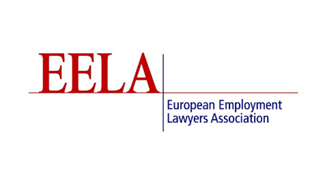 EELA
European Employment
Lawyers Association